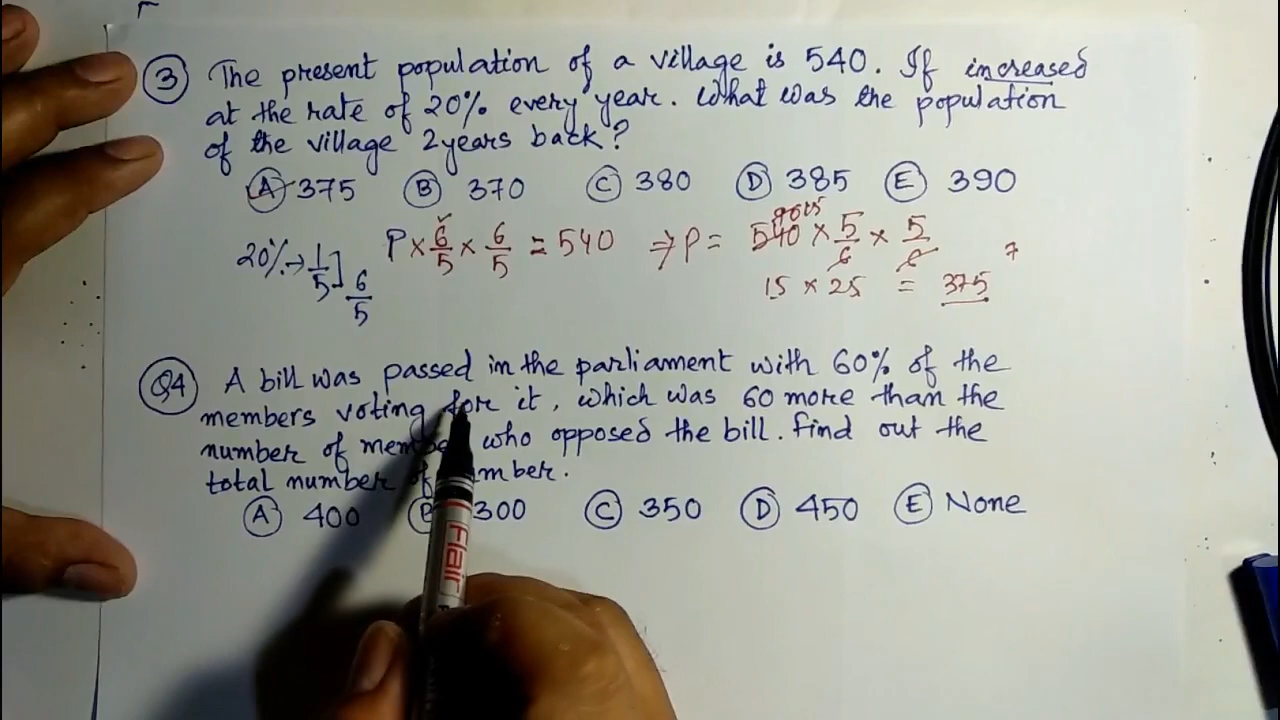 ③ The present population of a village is 540. If increased
at the rate of 20% every year. What was the population
of the village 2 years back?
Ⓐ 375 Ⓑ 370 Ⓒ 380 Ⓓ 385 Ⓔ 390
20% → 1/5] 6/5 P × 6/5 × 6/5 = 540 ⇒ P = 540 × 5/6 × 5/6
15 × 25 = 375
Q4 A bill was passed in the parliament with 60% of the
members voting for it, which was 60 more than the
number of who opposed the bill. find out the
total number of
Ⓐ 400 Ⓑ 300 Ⓒ 350 Ⓓ 450 Ⓔ None
Flair